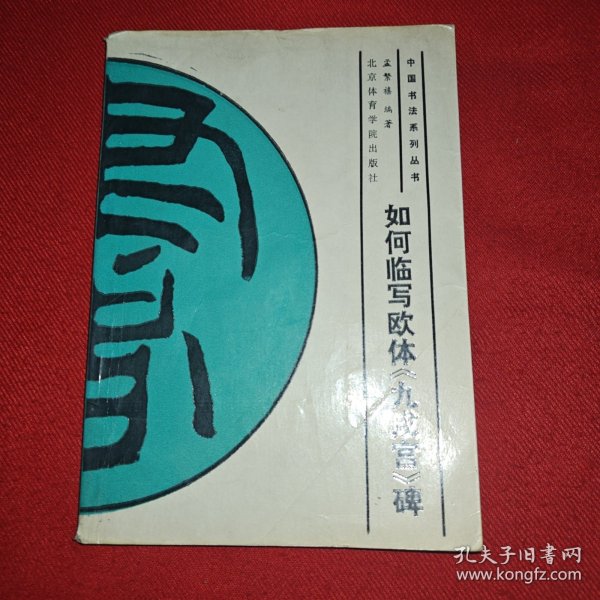 中国书法系列丛书
孟繁禧 编著
北京体育学院出版社
如何临写欧体《九成宫》碑
孔夫子旧书网
www.kongfz.com